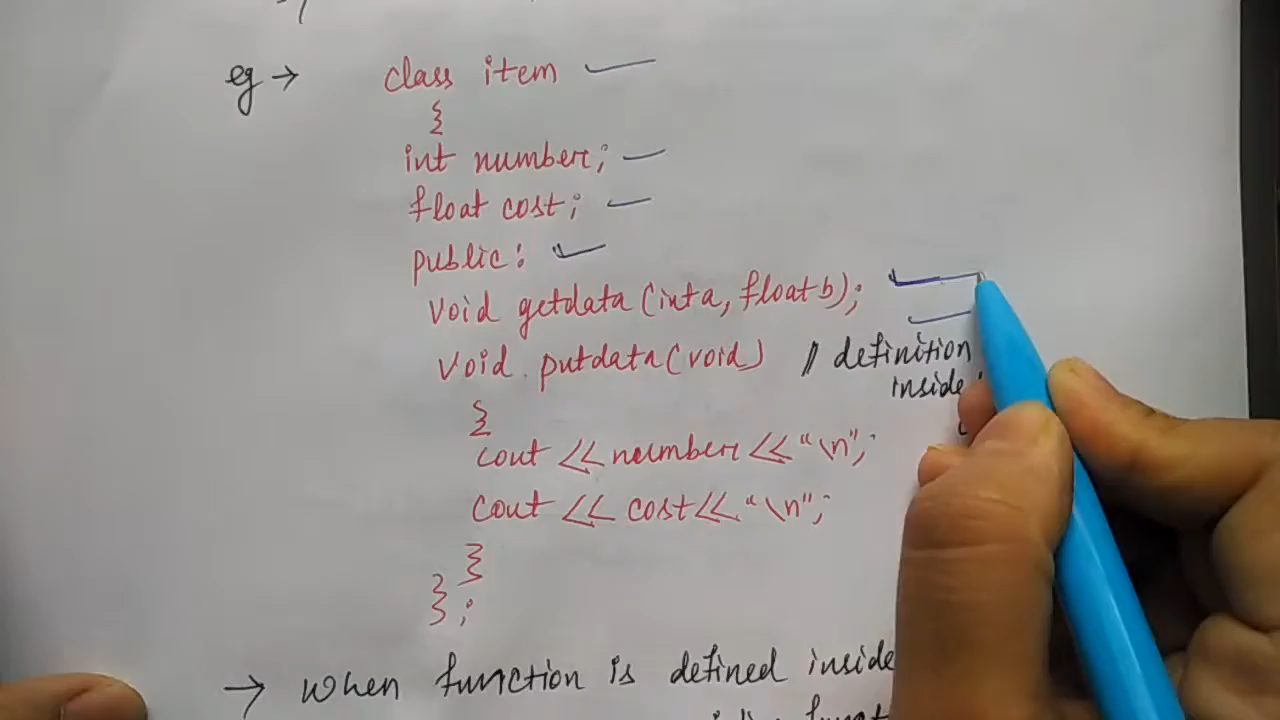 eg → class item
{
int number;
float cost;
public:
void getdata (int a, float b);
void putdata (void) // definition
inside
{
cout << number << "\n";
cout << cost << "\n";
}
};
→ When function is defined inside